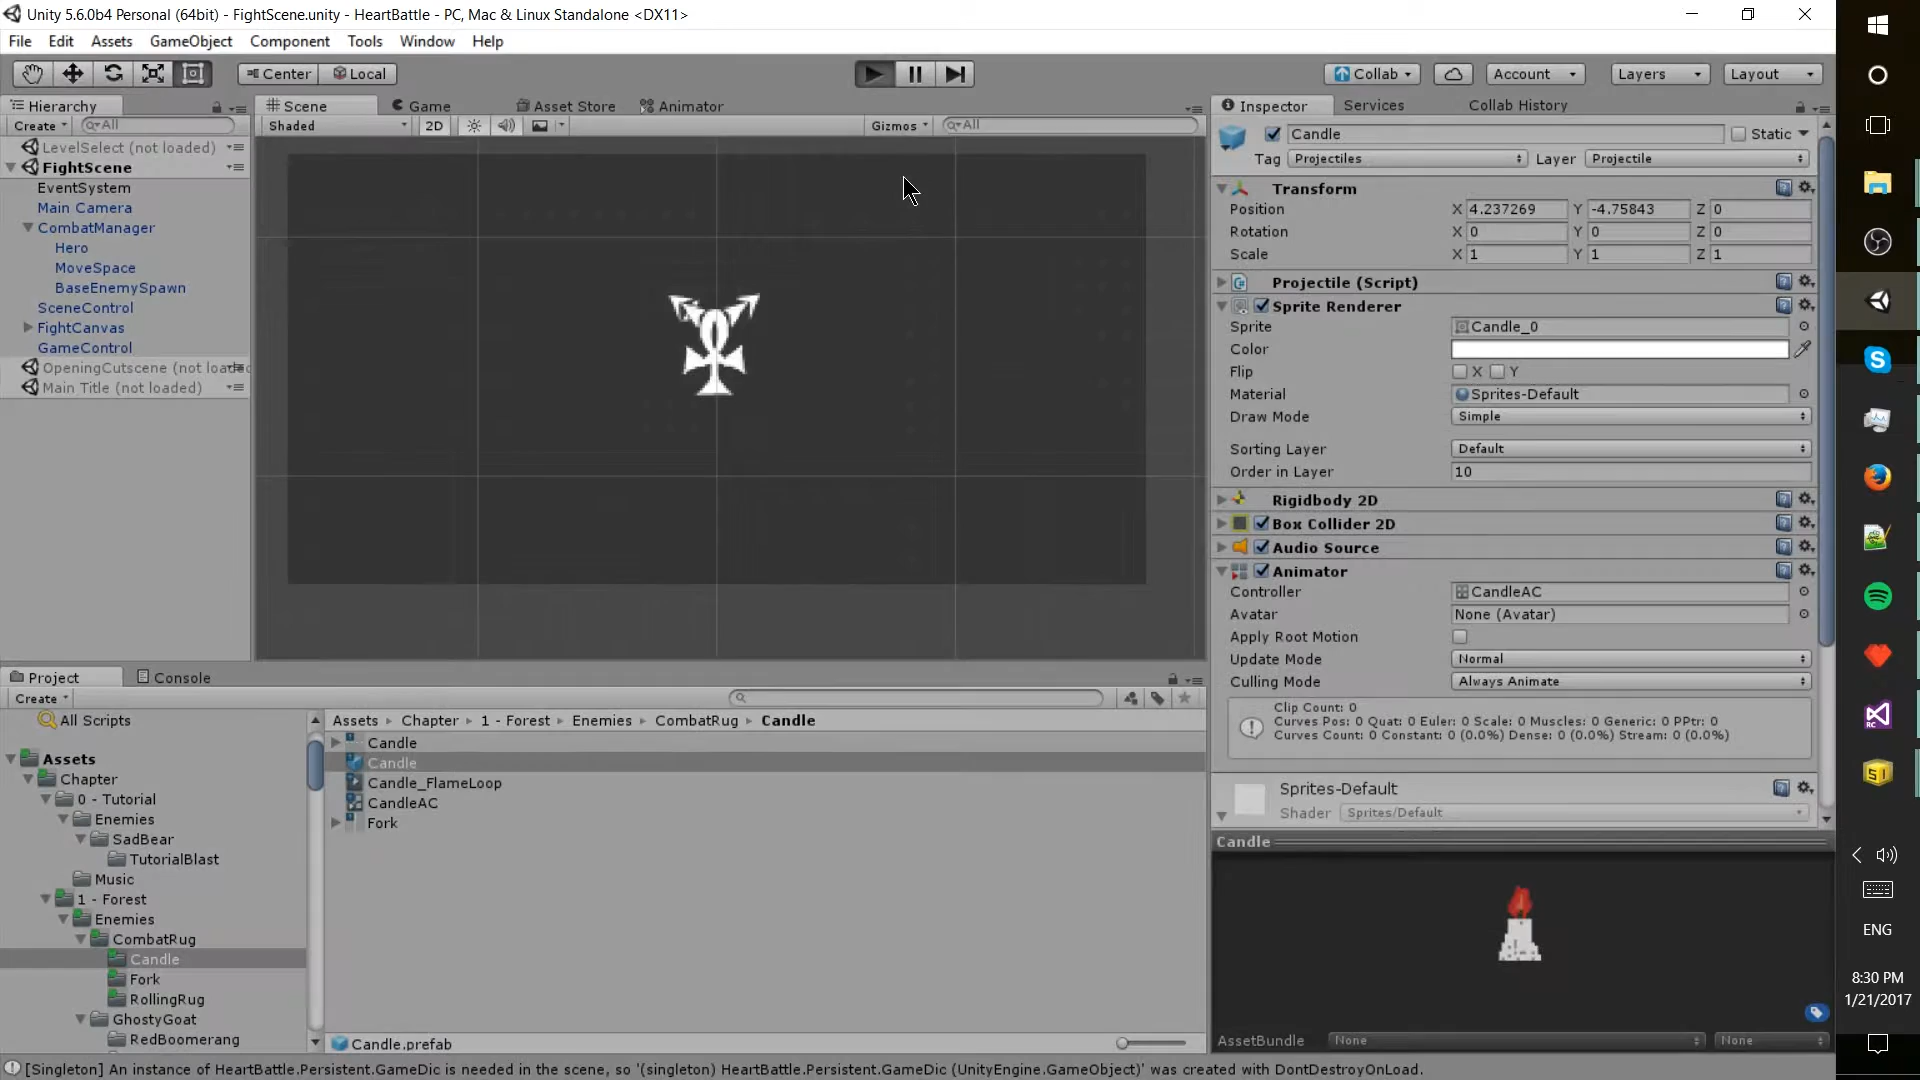 Unity 5.6.0b4 Personal (64bit) - FightScene.unity - HeartBattle - PC, Mac & Linux Standalone <DX11>
File Edit Assets GameObject Component Tools Window Help
Center Local Collab Account Layers Layout
Hierarchy Scene Game Asset Store Animator Inspector Services Collab History
Create All Shaded 2D Gizmos All
LevelSelect (not loaded)
FightScene
EventSystem
Main Camera
CombatManager
Hero
MoveSpace
BaseEnemySpawn
SceneControl
FightCanvas
GameControl
OpeningCutscene (not loaded
Main Title (not loaded)
Candle Static
Tag Projectiles Layer Projectile
Transform
Position X 4.237269 Y -4.75843 Z 0
Rotation X 0 Y 0 Z 0
Scale X 1 Y 1 Z 1
Projectile (Script)
Sprite Renderer
Sprite Candle_0
Color
Flip X Y
Material Sprites-Default
Draw Mode Simple
Sorting Layer Default
Order in Layer 10
Rigidbody 2D
Box Collider 2D
Audio Source
Animator
Controller CandleAC
Avatar None (Avatar)
Apply Root Motion
Update Mode Normal
Culling Mode Always Animate
Clip Count: 0
Curves Pos: 0 Quat: 0 Euler: 0 Scale: 0 Muscles: 0 Generic: 0 PPtr: 0
Curves Count: 0 Constant: 0 (0.0%) Dense: 0 (0.0%) Stream: 0 (0.0%)
Sprites-Default
Shader Sprites/Default
Candle
AssetBundle None None
Project Console
Create
All Scripts
Assets
Chapter
0 - Tutorial
Enemies
SadBear
TutorialBlast
Music
1 - Forest
Enemies
CombatRug
Candle
Fork
RollingRug
GhostyGoat
RedBoomerang
Assets Chapter 1 - Forest Enemies CombatRug Candle
Candle
Candle
Candle_FlameLoop
CandleAC
Fork
Candle.prefab
[Singleton] An instance of HeartBattle.Persistent.GameDic is needed in the scene, so '(singleton) HeartBattle.Persistent.GameDic (UnityEngine.GameObject)' was created with DontDestroyOnLoad.
RC
SI
ENG
8:30 PM
1/21/2017